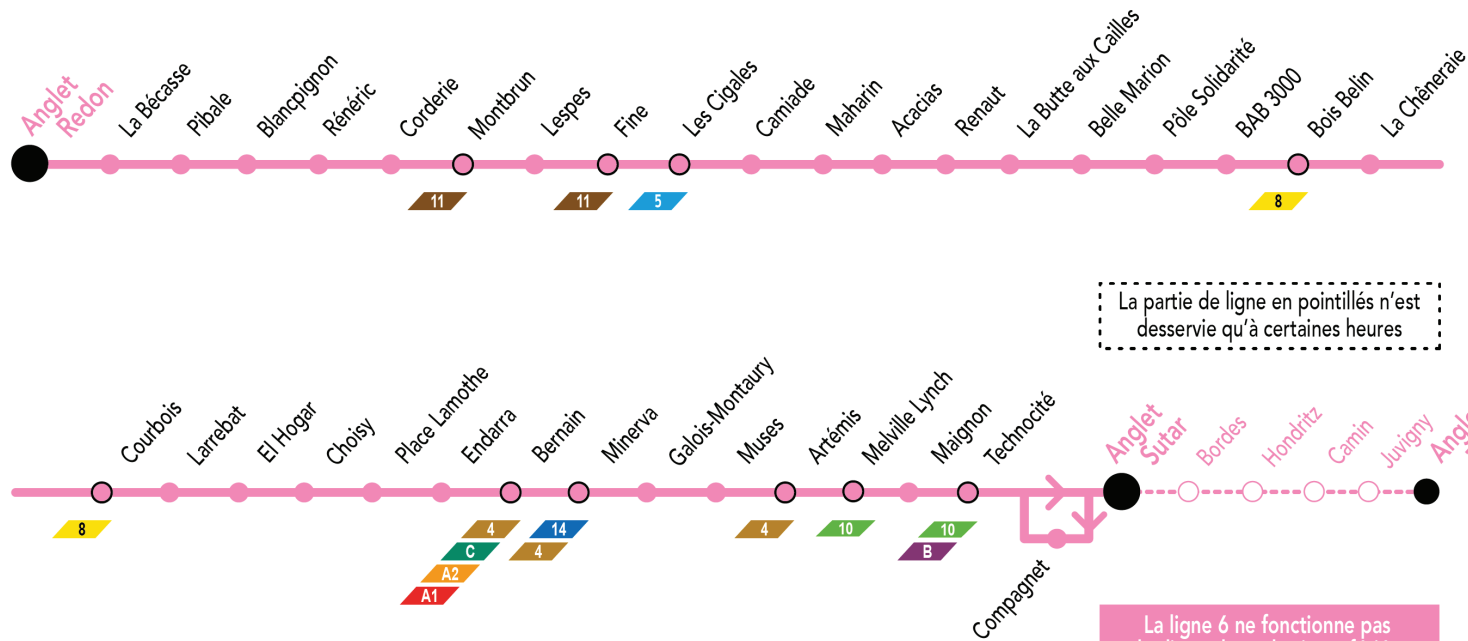 Anglet
Redon
La Bécasse
Pibale
Blancpignon
Rénéric
Corderie
Montbrun
Lespes
Fine
Les Cigales
Camiade
Maharin
Acacias
Renaut
La Butte aux Cailles
Belle Marion
Pôle Solidarité
BAB 3000
Bois Belin
La Chêneraie
11
11
5
8
La partie de ligne en pointillés n'est
desservie qu'à certaines heures
Courbois
Larrebat
El Hogar
Choisy
Place Lamothe
Endarra
Bernain
Minerva
Galois-Montaury
Muses
Artémis
Melville Lynch
Maignon
Technocité
Anglet
Sutar
Bordes
Hondritz
Camin
Juvigny
8
4
C
A2
A1
14
4
4
10
10
B
Compagnet
La ligne 6 ne fonctionne pas